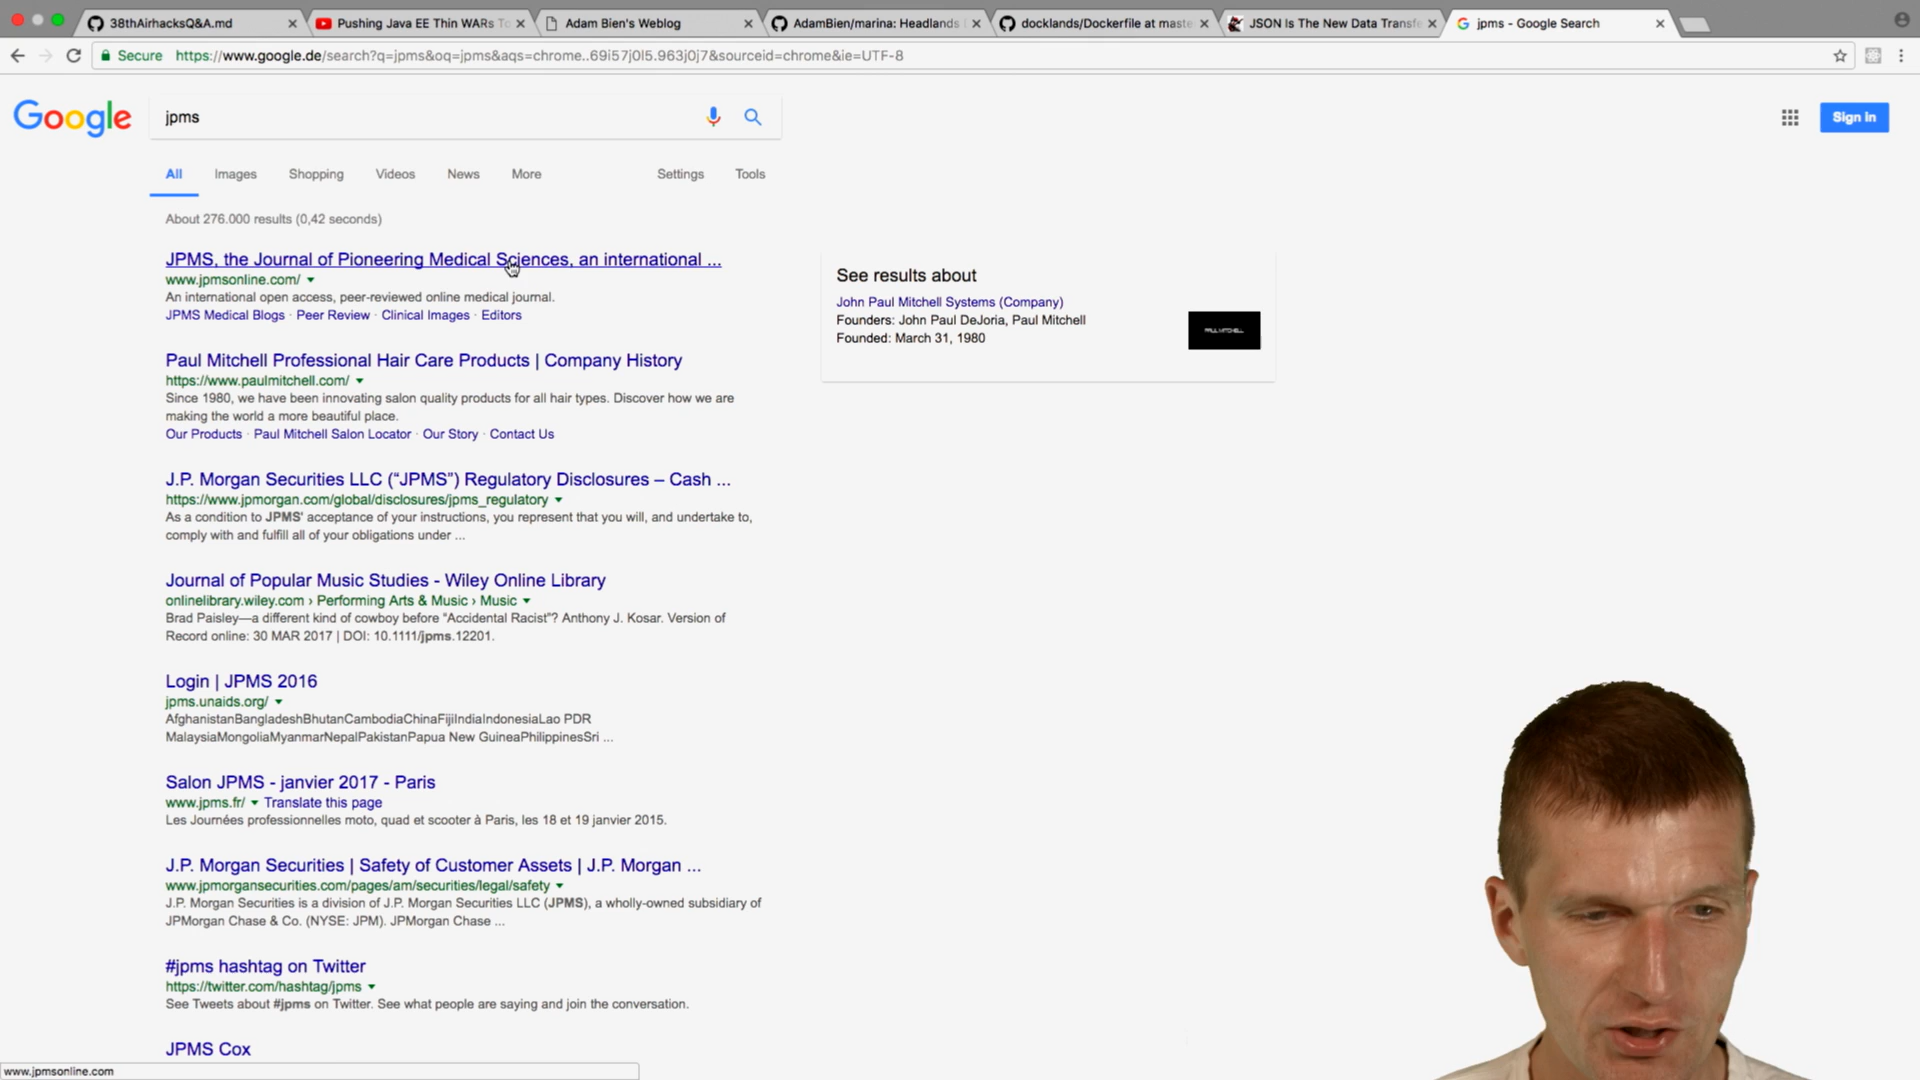 38thAirhacksQ&A.md
Pushing Java EE Thin WARs To
Adam Bien's Weblog
AdamBien/marina: Headlands
docklands/Dockerfile at maste
JSON Is The New Data Transfe
jpms - Google Search
Secure https://www.google.de/search?q=jpms&oq=jpms&aqs=chrome..69i57j0l5.963j0j7&sourceid=chrome&ie=UTF-8
Google
jpms
Sign in
All Images Shopping Videos News More Settings Tools
About 276.000 results (0,42 seconds)
JPMS, the Journal of Pioneering Medical Sciences, an international ...
www.jpmsonline.com/
An international open access, peer-reviewed online medical journal.
JPMS Medical Blogs · Peer Review · Clinical Images · Editors
Paul Mitchell Professional Hair Care Products | Company History
https://www.paulmitchell.com/
Since 1980, we have been innovating salon quality products for all hair types. Discover how we are
making the world a more beautiful place.
Our Products · Paul Mitchell Salon Locator · Our Story · Contact Us
J.P. Morgan Securities LLC (“JPMS”) Regulatory Disclosures – Cash ...
https://www.jpmorgan.com/global/disclosures/jpms_regulatory
As a condition to JPMS' acceptance of your instructions, you represent that you will, and undertake to,
comply with and fulfill all of your obligations under ...
Journal of Popular Music Studies - Wiley Online Library
onlinelibrary.wiley.com › Performing Arts & Music › Music
Brad Paisley—a different kind of cowboy before “Accidental Racist”? Anthony J. Kosar. Version of
Record online: 30 MAR 2017 | DOI: 10.1111/jpms.12201.
Login | JPMS 2016
jpms.unaids.org/
AfghanistanBangladeshBhutanCambodiaChinaFijiIndiaIndonesiaLao PDR
MalaysiaMongoliaMyanmarNepalPakistanPapua New GuineaPhilippinesSri ...
Salon JPMS - janvier 2017 - Paris
www.jpms.fr/ Translate this page
Les Journées professionnelles moto, quad et scooter à Paris, les 18 et 19 janvier 2015.
J.P. Morgan Securities | Safety of Customer Assets | J.P. Morgan ...
www.jpmorgansecurities.com/pages/am/securities/legal/safety
J.P. Morgan Securities is a division of J.P. Morgan Securities LLC (JPMS), a wholly-owned subsidiary of
JPMorgan Chase & Co. (NYSE: JPM). JPMorgan Chase ...
#jpms hashtag on Twitter
https://twitter.com/hashtag/jpms
See Tweets about #jpms on Twitter. See what people are saying and join the conversation.
JPMS Cox
www.jpmsonline.com
See results about
John Paul Mitchell Systems (Company)
Founders: John Paul DeJoria, Paul Mitchell
Founded: March 31, 1980
PAUL MITCHELL